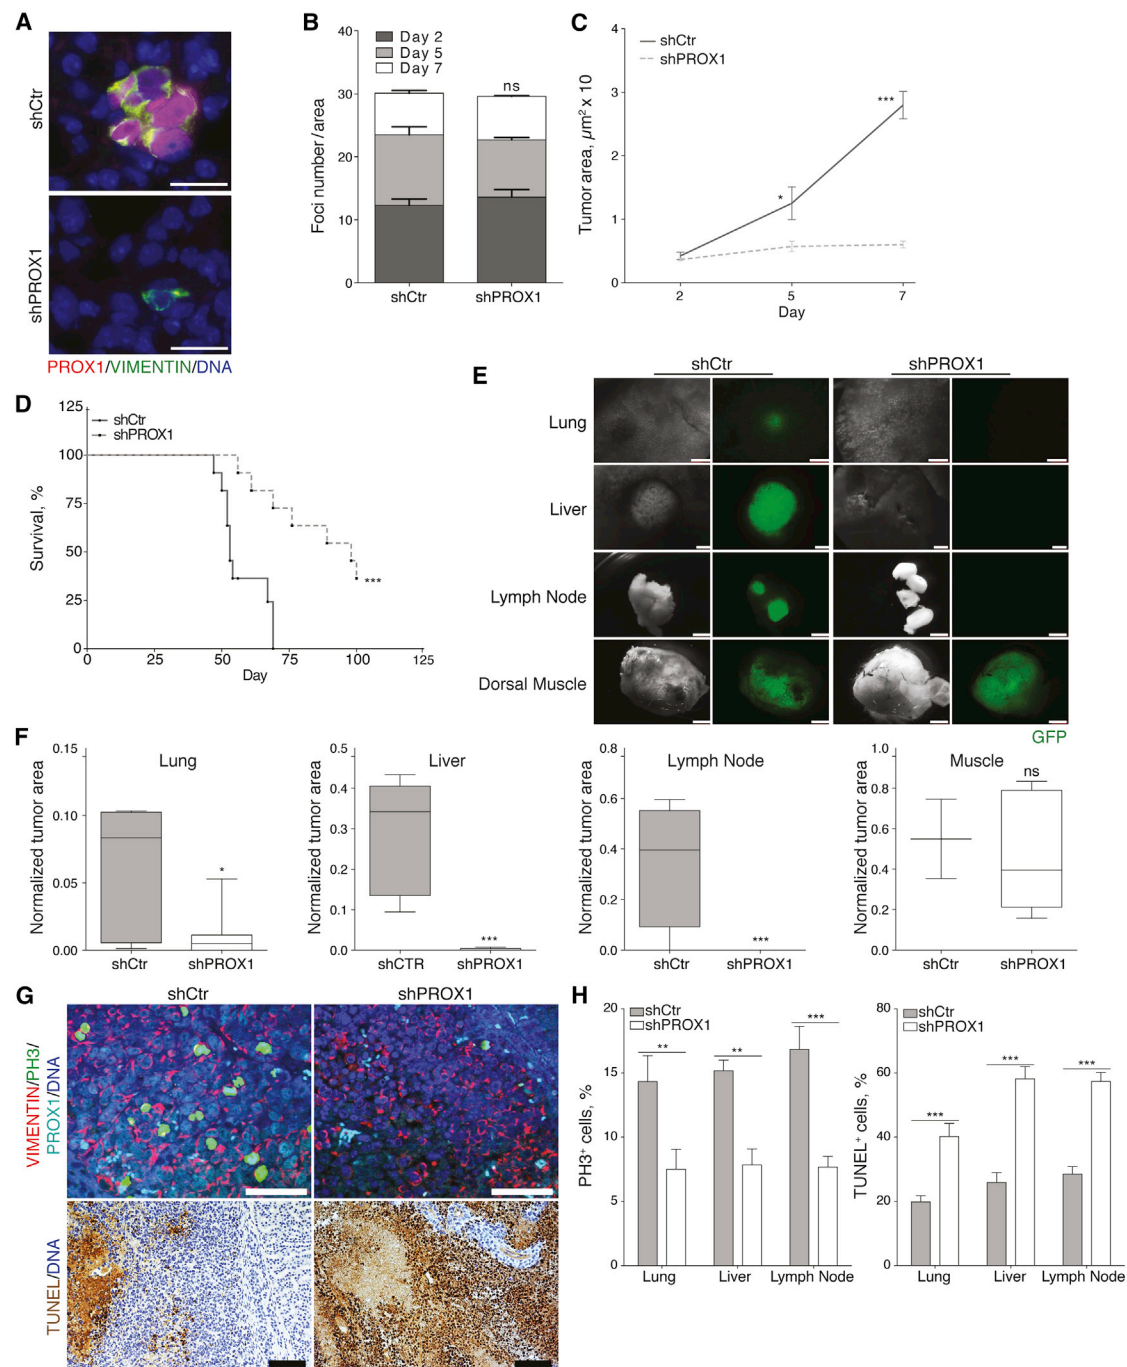 A
shCtr
shPROX1
PROX1/VIMENTIN/DNA
B
Foci number/area
40
30
20
10
0
Day 2
Day 5
Day 7
ns
shCtr
shPROX1
C
Tumor area, µm² x 10
4
3
2
1
0
shCtr
shPROX1
*
***
2
5
7
Day
D
Survival, %
125
100
75
50
25
0
shCtr
shPROX1
***
0
25
50
75
100
125
Day
E
shCtr
shPROX1
Lung
Liver
Lymph Node
Dorsal Muscle
GFP
F
Normalized tumor area
0.15
0.10
0.05
0.00
Lung
*
shCtr
shPROX1
Normalized tumor area
0.5
0.4
0.3
0.2
0.1
0.0
Liver
***
shCTR
shPROX1
Normalized tumor area
0.8
0.6
0.4
0.2
0.0
Lymph Node
***
shCtr
shPROX1
Normalized tumor area
1.0
0.8
0.6
0.4
0.2
0.0
Muscle
ns
shCtr
shPROX1
G
shCtr
shPROX1
VIMENTIN/PH3/
PROX1/DNA
TUNEL/DNA
H
PH3⁺ cells, %
20
15
10
5
0
shCtr
shPROX1
**
**
***
Lung
Liver
Lymph Node
TUNEL⁺ cells, %
80
60
40
20
0
shCtr
shPROX1
***
***
***
Lung
Liver
Lymph Node